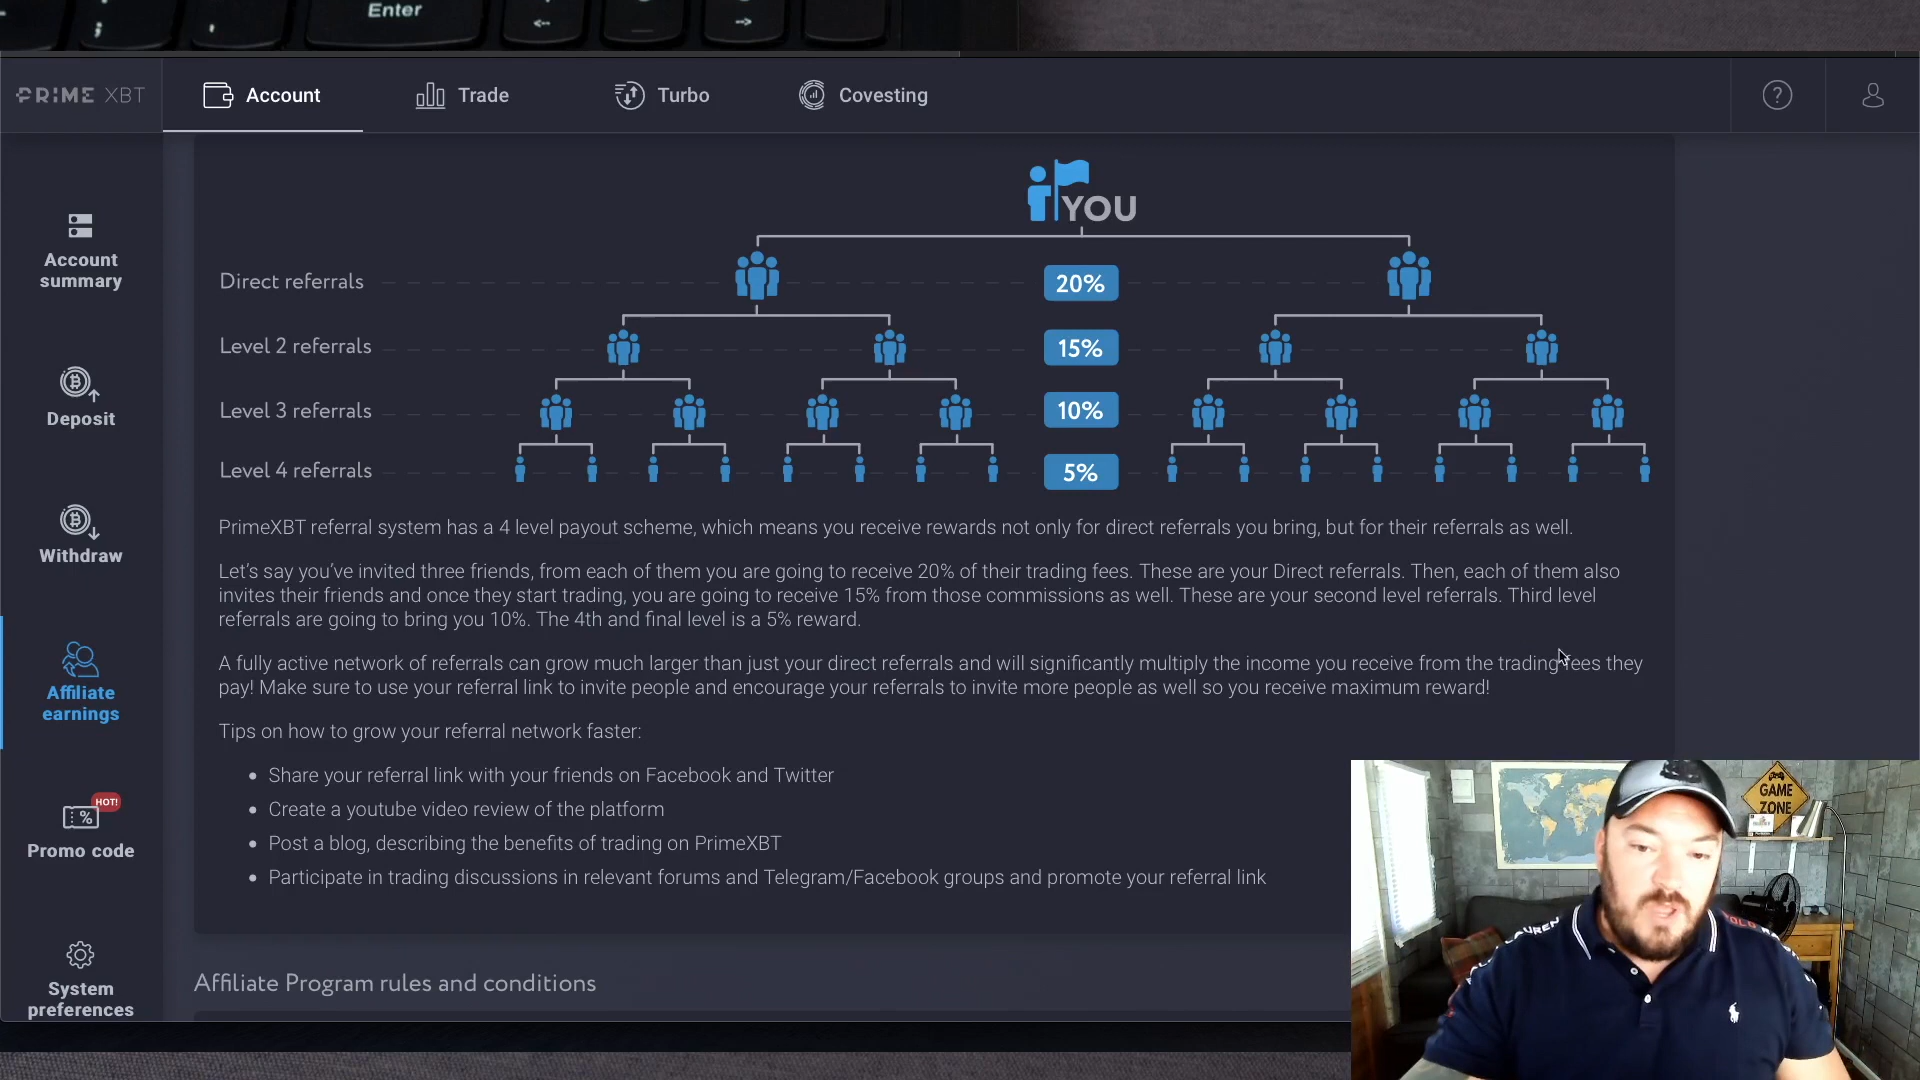 Enter
;
,
<--
-->
PRIME XBT
Account
Trade
Turbo
Covesting
?
Account
summary
Deposit
Withdraw
Affiliate
earnings
HOT!
%
Promo code
System
preferences
YOU
Direct referrals
20%
Level 2 referrals
15%
Level 3 referrals
10%
Level 4 referrals
5%
PrimeXBT referral system has a 4 level payout scheme, which means you receive rewards not only for direct referrals you bring, but for their referrals as well.
Let's say you've invited three friends, from each of them you are going to receive 20% of their trading fees. These are your Direct referrals. Then, each of them also
invites their friends and once they start trading, you are going to receive 15% from those commissions as well. These are your second level referrals. Third level
referrals are going to bring you 10%. The 4th and final level is a 5% reward.
A fully active network of referrals can grow much larger than just your direct referrals and will significantly multiply the income you receive from the trading fees they
pay! Make sure to use your referral link to invite people and encourage your referrals to invite more people as well so you receive maximum reward!
Tips on how to grow your referral network faster:
• Share your referral link with your friends on Facebook and Twitter
• Create a youtube video review of the platform
• Post a blog, describing the benefits of trading on PrimeXBT
• Participate in trading discussions in relevant forums and Telegram/Facebook groups and promote your referral link
Affiliate Program rules and conditions
GAME
ZONE